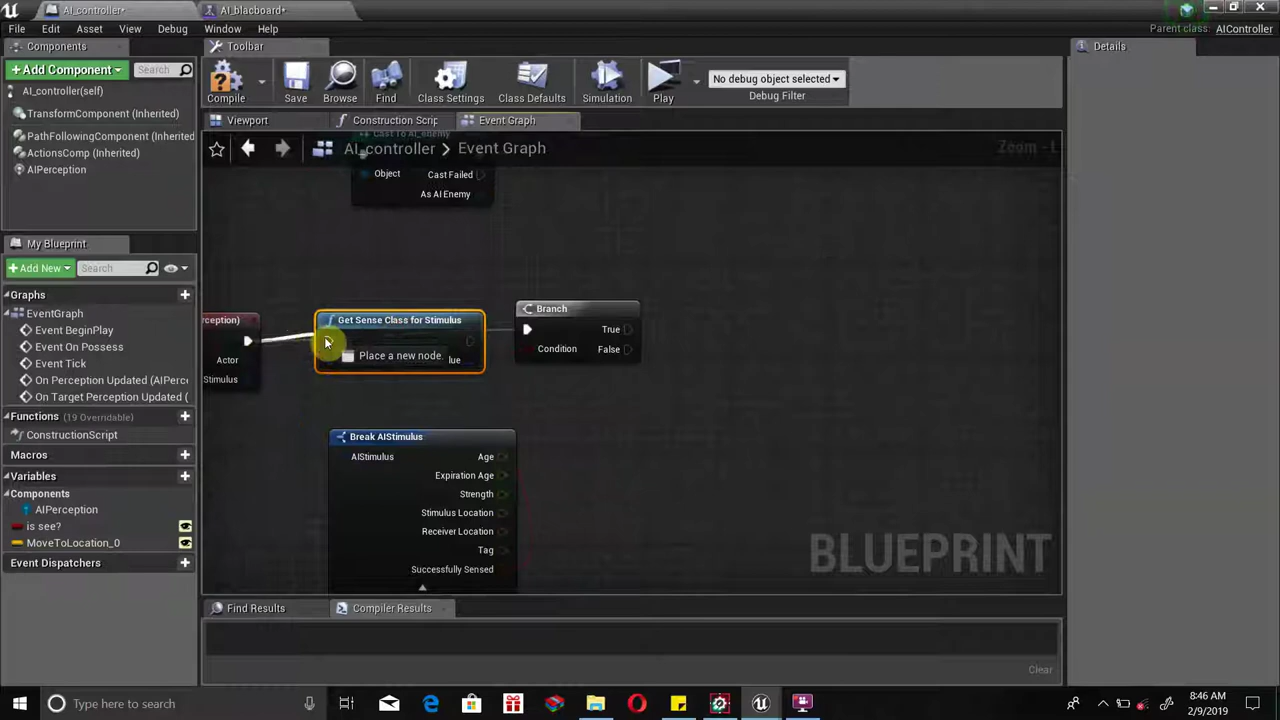 AI_controller*
AI_blacboard*
File
Edit
Asset
View
Debug
Window
Help
Parent class:
AIController
Components
Toolbar
Details
+ Add Component
Search
AI_controller(self)
TransformComponent (Inherited)
PathFollowingComponent (Inherited
ActionsComp (Inherited)
AIPerception
Compile
Save
Browse
Find
Class Settings
Class Defaults
Simulation
Play
No debug object selected
Debug Filter
Viewport
Construction Scrip
Event Graph
AI_controller > Event Graph
Cast To AI_enemy
Object
Cast Failed
As AI Enemy
My Blueprint
+ Add New
Search
Graphs
EventGraph
Event BeginPlay
Event On Possess
Event Tick
On Perception Updated (AIPerce
On Target Perception Updated (
Functions (19 Overridable)
ConstructionScript
Macros
Variables
Components
AIPerception
is see?
MoveToLocation_0
Event Dispatchers
rception)
Actor
Stimulus
Get Sense Class for Stimulus
Place a new node.
lue
Branch
True
Condition
False
Break AIStimulus
AIStimulus
Age
Expiration Age
Strength
Stimulus Location
Receiver Location
Tag
Successfully Sensed
BLUEPRINT
Find Results
Compiler Results
Clear
Type here to search
8:46 AM
2/9/2019